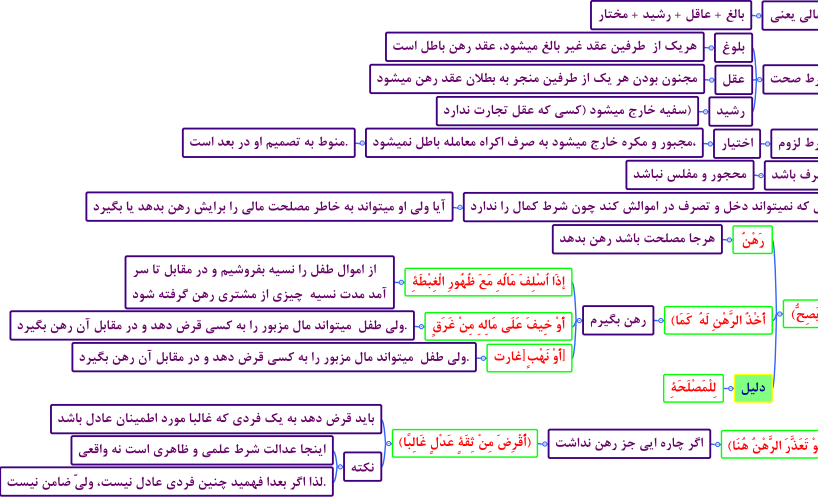 مالی یعنی
بالغ + عاقل + رشید + مختار
رط صحت
بلوغ
هریک از طرفین عقد غیر بالغ میشود، عقد رهن باطل است
عقل
مجنون بودن هر یک از طرفین منجر به بطلان عقد رهن میشود
رشید
(سفیه خارج میشود (کسی که عقل تجارت ندارد
رط لزوم
اختیار
،مجبور و مکره خارج میشود به صرف اکراه معامله باطل نمیشود
.منوط به تصمیم او در بعد است
رف باشد
محجور و مفلس نباشد
ی که نمیتواند دخل و تصرف در اموالش کند چون شرط کمال را ندارد
آیا ولی او میتواند به خاطر مصلحت مالی را برایش رهن بدهد یا بگیرد
یَصِحُّ)
رَهْنُ
هرجا مصلحت باشد رهن بدهد
أَخْذُ الرَّهْنِ لَهُ کَمَا)
رهن بگیرم
إِذَا أَسْلِفَ مَالُهِ مَعَ ظُهُورِ الْغِبْطَةِ
از اموال طفل را نسیه بفروشیم و در مقابل تا سر
آمد مدت نسیه چیزی از مشتری رهن گرفته شود
أَوْ خِیفَ عَلَی مَالِهِ مِنْ غَرَقٍ
.ولی طفل میتواند مال مزبور را به کسی قرض دهد و در مقابل آن رهن بگیرد
[أَوْ نَهْبٍ[غارت
.ولی طفل میتواند مال مزبور را به کسی قرض دهد و در مقابل آن رهن بگیرد
دلیل
لِلْمَصْلَحَةِ
وْ تَعَذَّرَ الرَّهْنُ هُنَا)
اگر چاره ایی جز رهن نداشت
(أَقْرِضَ مِنْ ثِقَةٍ عَدْلٍ غَالِبًا)
باید قرض دهد به یک فردی که غالبا مورد اطمینان عادل باشد
نکته
اینجا عدالت شرط علمی و ظاهری است نه واقعی
.لذا اگر بعدا فهمید چنین فردی عادل نیست، ولیّ ضامن نیست